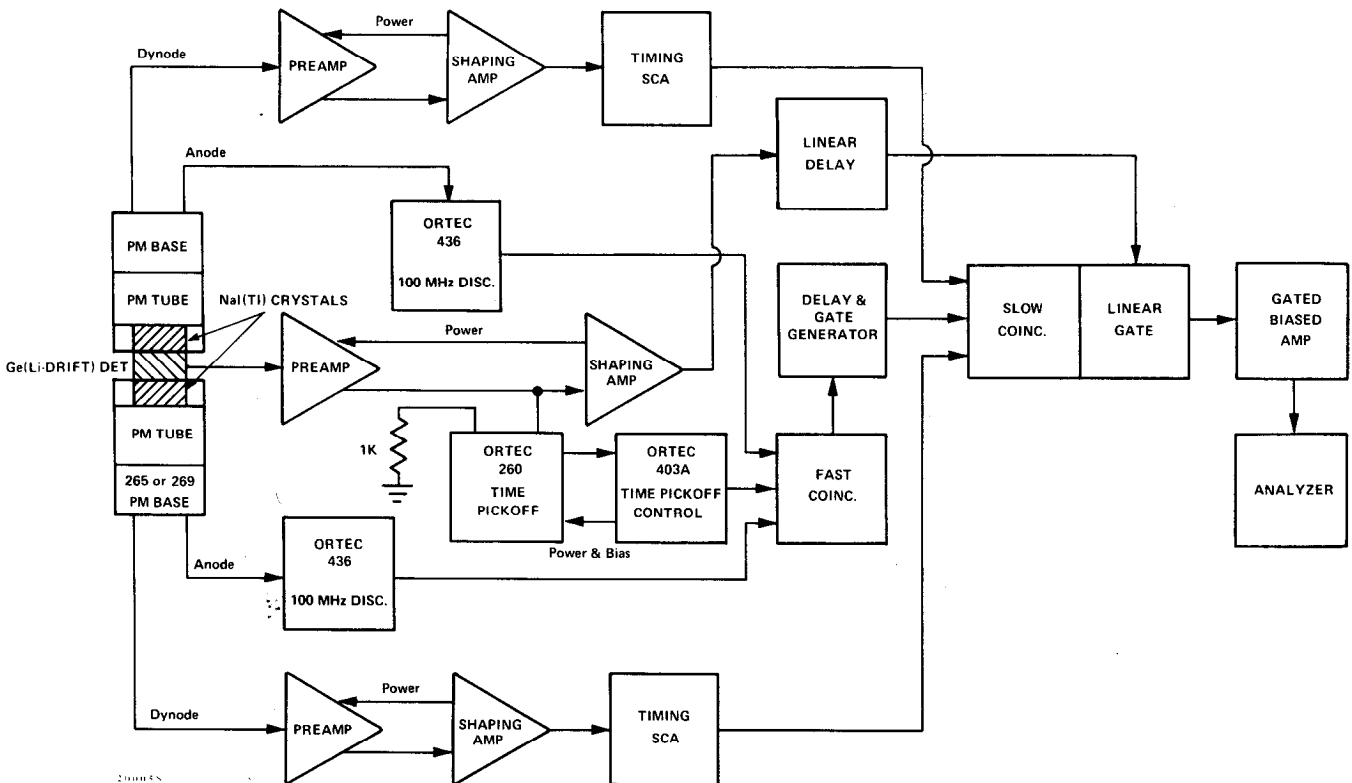 Power
Dynode
PREAMP
SHAPING
AMP
TIMING
SCA
Anode
LINEAR
DELAY
ORTEC
436
100 MHz DISC.
PM BASE
PM TUBE
NaI(Tl) CRYSTALS
DELAY &
GATE
GENERATOR
SLOW
COINC.
LINEAR
GATE
GATED
BIASED
AMP
Ge(Li-DRIFT) DET
Power
PREAMP
SHAPING
AMP
1K
ORTEC
260
TIME
PICKOFF
ORTEC
403A
TIME PICKOFF
CONTROL
FAST
COINC.
ANALYZER
PM TUBE
265 or 269
PM BASE
Power & Bias
Anode
ORTEC
436
100 MHz DISC.
Power
Dynode
PREAMP
SHAPING
AMP
TIMING
SCA